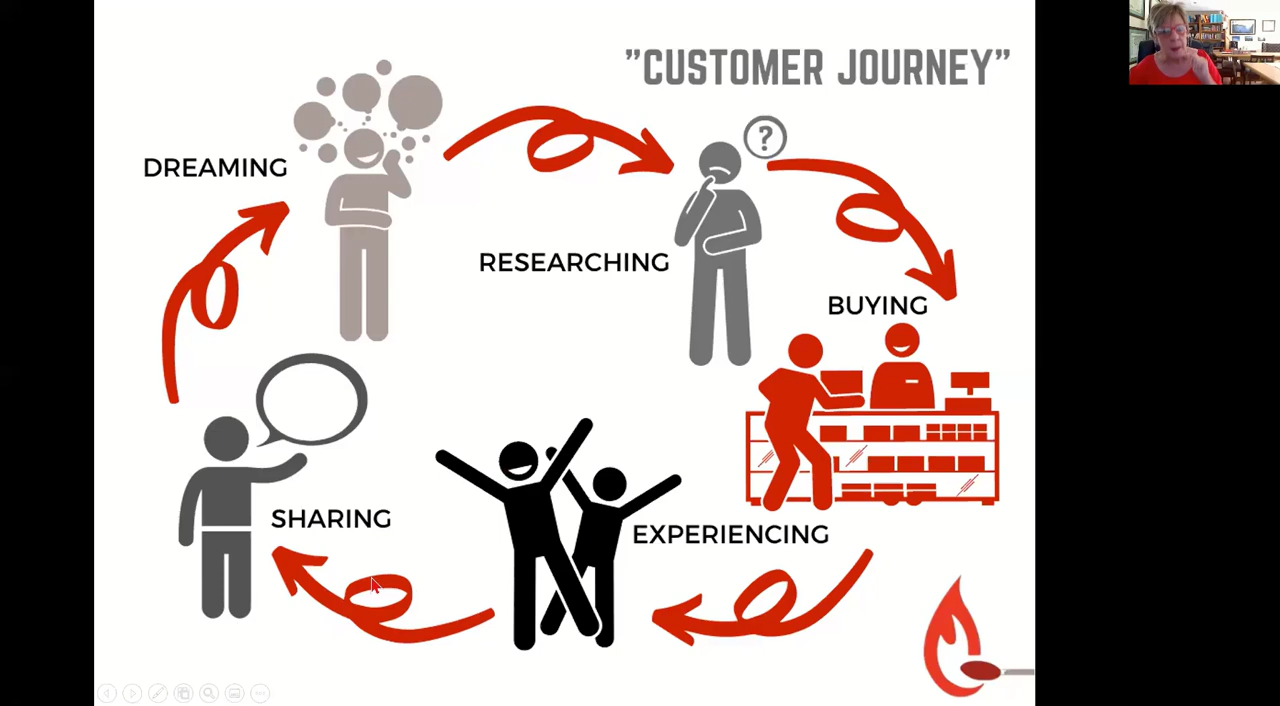 "CUSTOMER JOURNEY"
DREAMING
?
RESEARCHING
BUYING
SHARING
EXPERIENCING